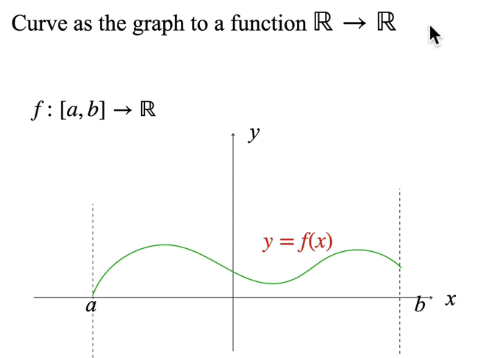 Curve as the graph to a function ℝ → ℝ
f : [a, b] → ℝ
y
y = f(x)
a
b
x